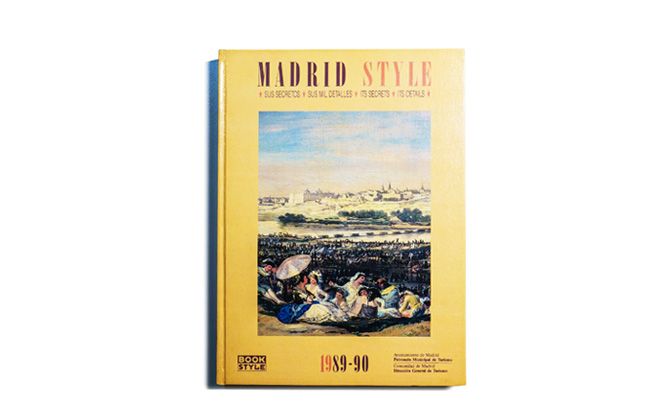 MADRID STYLE
★ SUS SECRETOS ★ SUS MIL DETALLES ★ ITS SECRETS ★ ITS DETAILS ★
1989-90
BOOK
STYLE
Ayuntamiento de Madrid
Patronato Municipal de Turismo
Comunidad de Madrid
Dirección General de Turismo